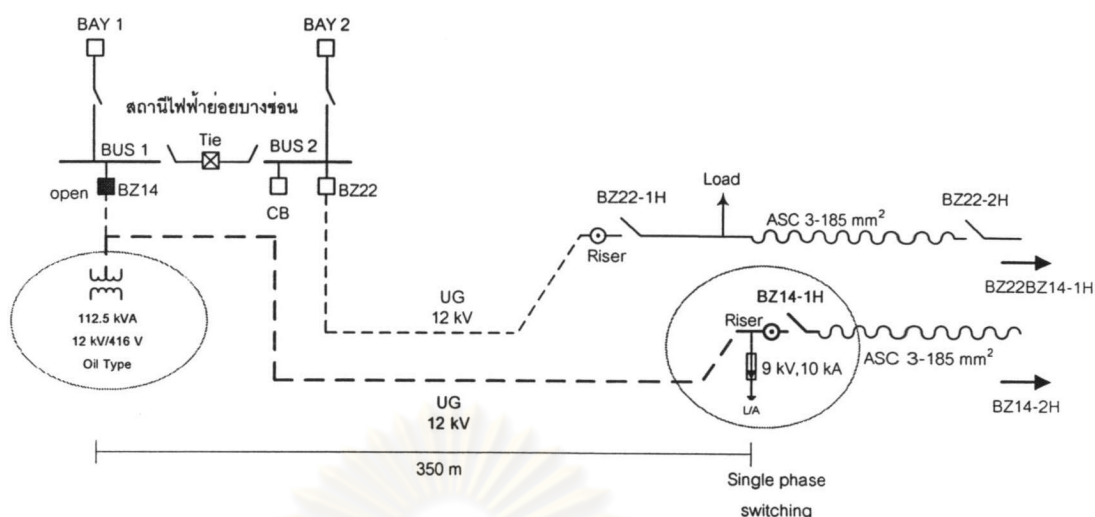 BAY 1
BAY 2
สถานีไฟฟ้าย่อยบางซ่อน
Tie
BUS 1
BUS 2
open
BZ14
CB
BZ22
BZ22-1H
Load
BZ22-2H
ASC 3-185 mm²
Riser
BZ22BZ14-1H
112.5 kVA
12 kV/416 V
Oil Type
UG
12 kV
BZ14-1H
Riser
9 kV,10 kA
L/A
ASC 3-185 mm²
BZ14-2H
UG
12 kV
350 m
Single phase
switching